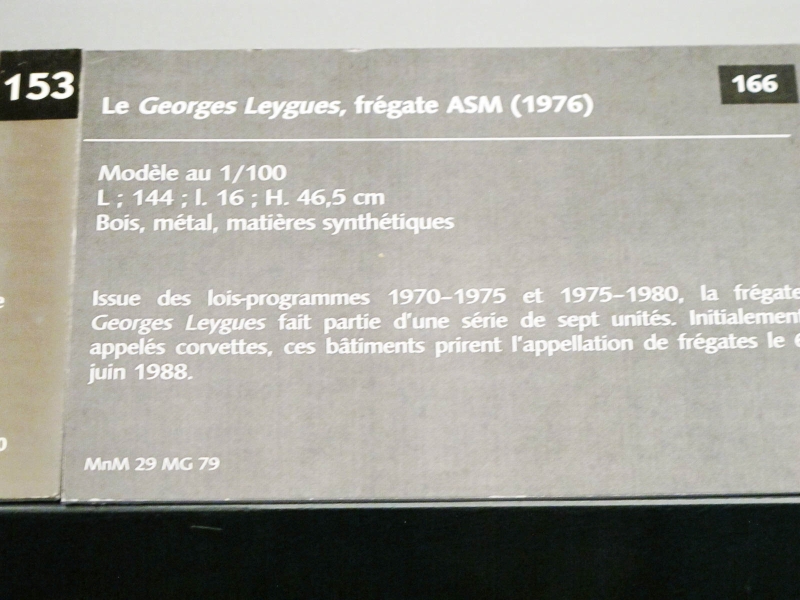 153
Le Georges Leygues, frégate ASM (1976)
166
Modèle au 1/100
L ; 144 ; l. 16 ; H. 46,5 cm
Bois, métal, matières synthétiques
Issue des lois-programmes 1970–1975 et 1975–1980, la frégate
Georges Leygues fait partie d'une série de sept unités. Initialement
appelés corvettes, ces bâtiments prirent l'appellation de frégates le 6
juin 1988.
MnM 29 MG 79